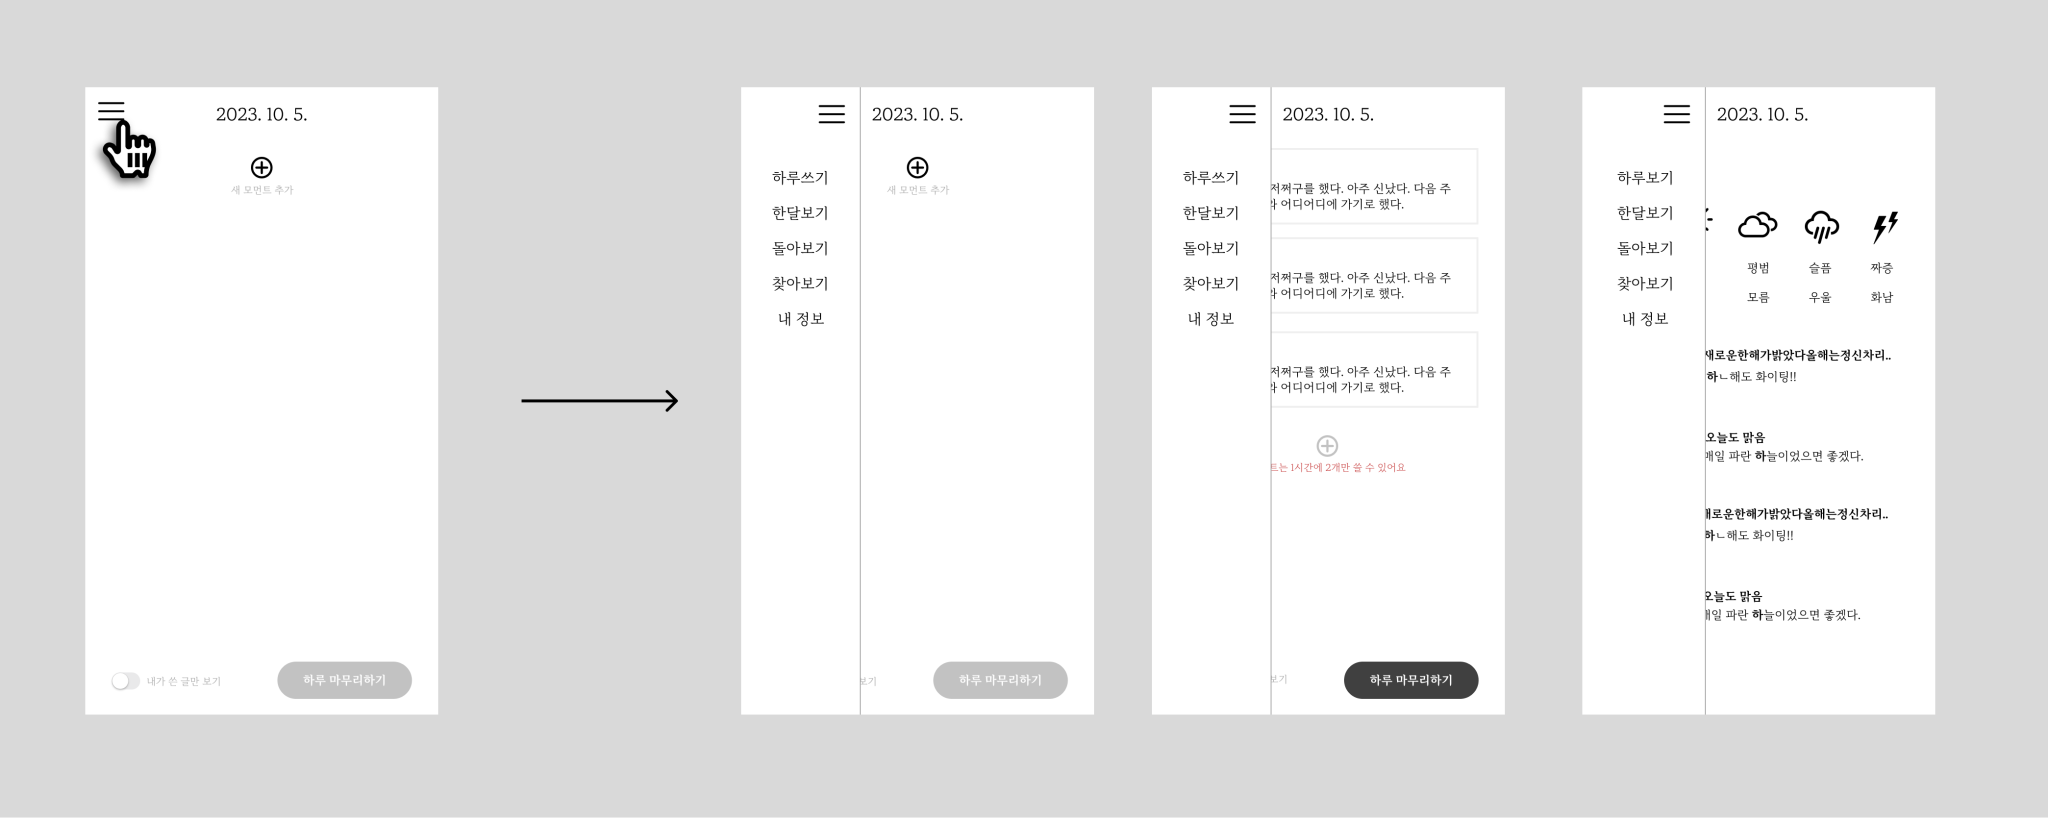 2023. 10. 5.
새 모먼트 추가
내가 쓴 글만 보기
하루 마무리하기
2023. 10. 5.
새 모먼트 추가
하루쓰기
한달보기
돌아보기
찾아보기
내 정보
보기
하루 마무리하기
2023. 10. 5.
하루쓰기
한달보기
돌아보기
찾아보기
내 정보
저쩌구를 했다. 아주 신났다. 다음 주
어디어디에 가기로 했다.
저쩌구를 했다. 아주 신났다. 다음 주
어디어디에 가기로 했다.
저쩌구를 했다. 아주 신났다. 다음 주
어디어디에 가기로 했다.
트는 1시간에 2개만 쓸 수 있어요
보기
하루 마무리하기
2023. 10. 5.
하루보기
한달보기
돌아보기
찾아보기
내 정보
평범
슬픔
짜증
모름
우울
화남
새로운한해가밝았다올해는정신차리..
하ㄴ해도 화이팅!!
오늘도 맑음
매일 파란 하늘이었으면 좋겠다.
새로운한해가밝았다올해는정신차리..
하ㄴ해도 화이팅!!
오늘도 맑음
매일 파란 하늘이었으면 좋겠다.